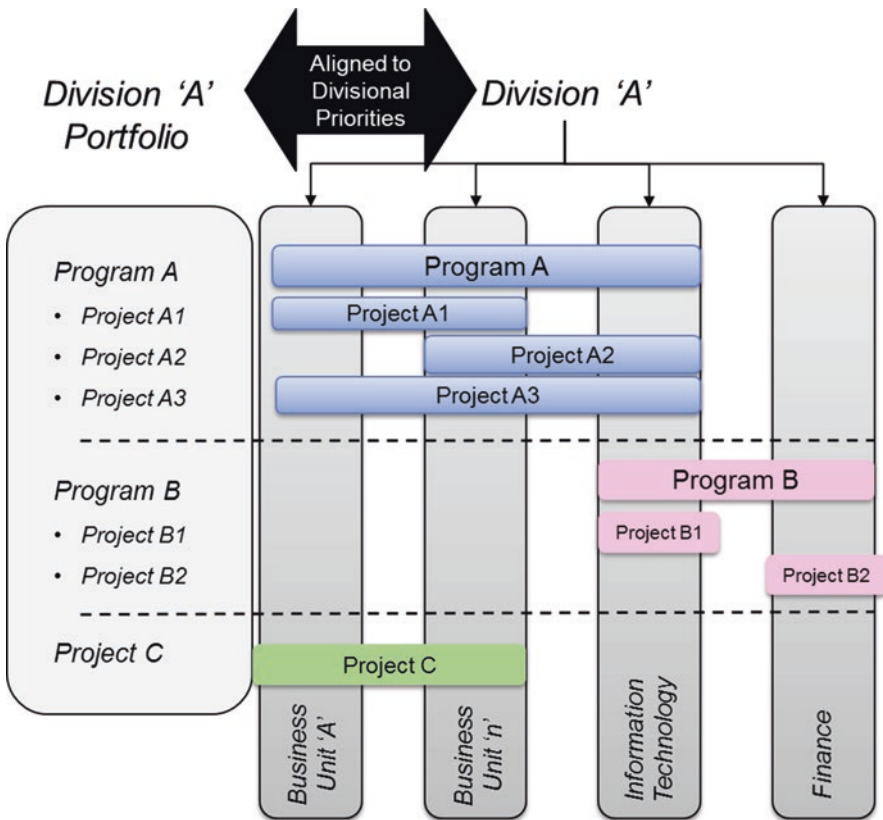 Division ‘A’
Portfolio
Aligned to
Divisional
Priorities
Division ‘A’
Program A
• Project A1
• Project A2
• Project A3
Program B
• Project B1
• Project B2
Project C
Program A
Project A1
Project A2
Project A3
Program B
Project B1
Project B2
Project C
Business
Unit ‘A’
Business
Unit ‘n’
Information
Technology
Finance